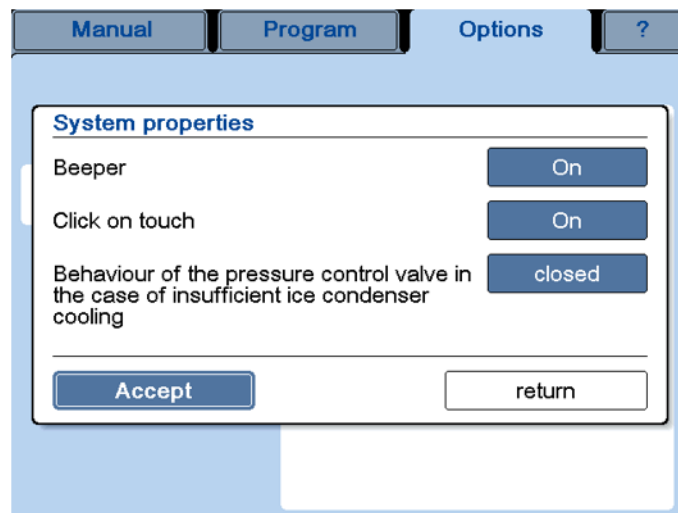 Manual Program Options ?
System properties
Beeper On
Click on touch On
Behaviour of the pressure control valve in closed
the case of insufficient ice condenser
cooling
Accept return